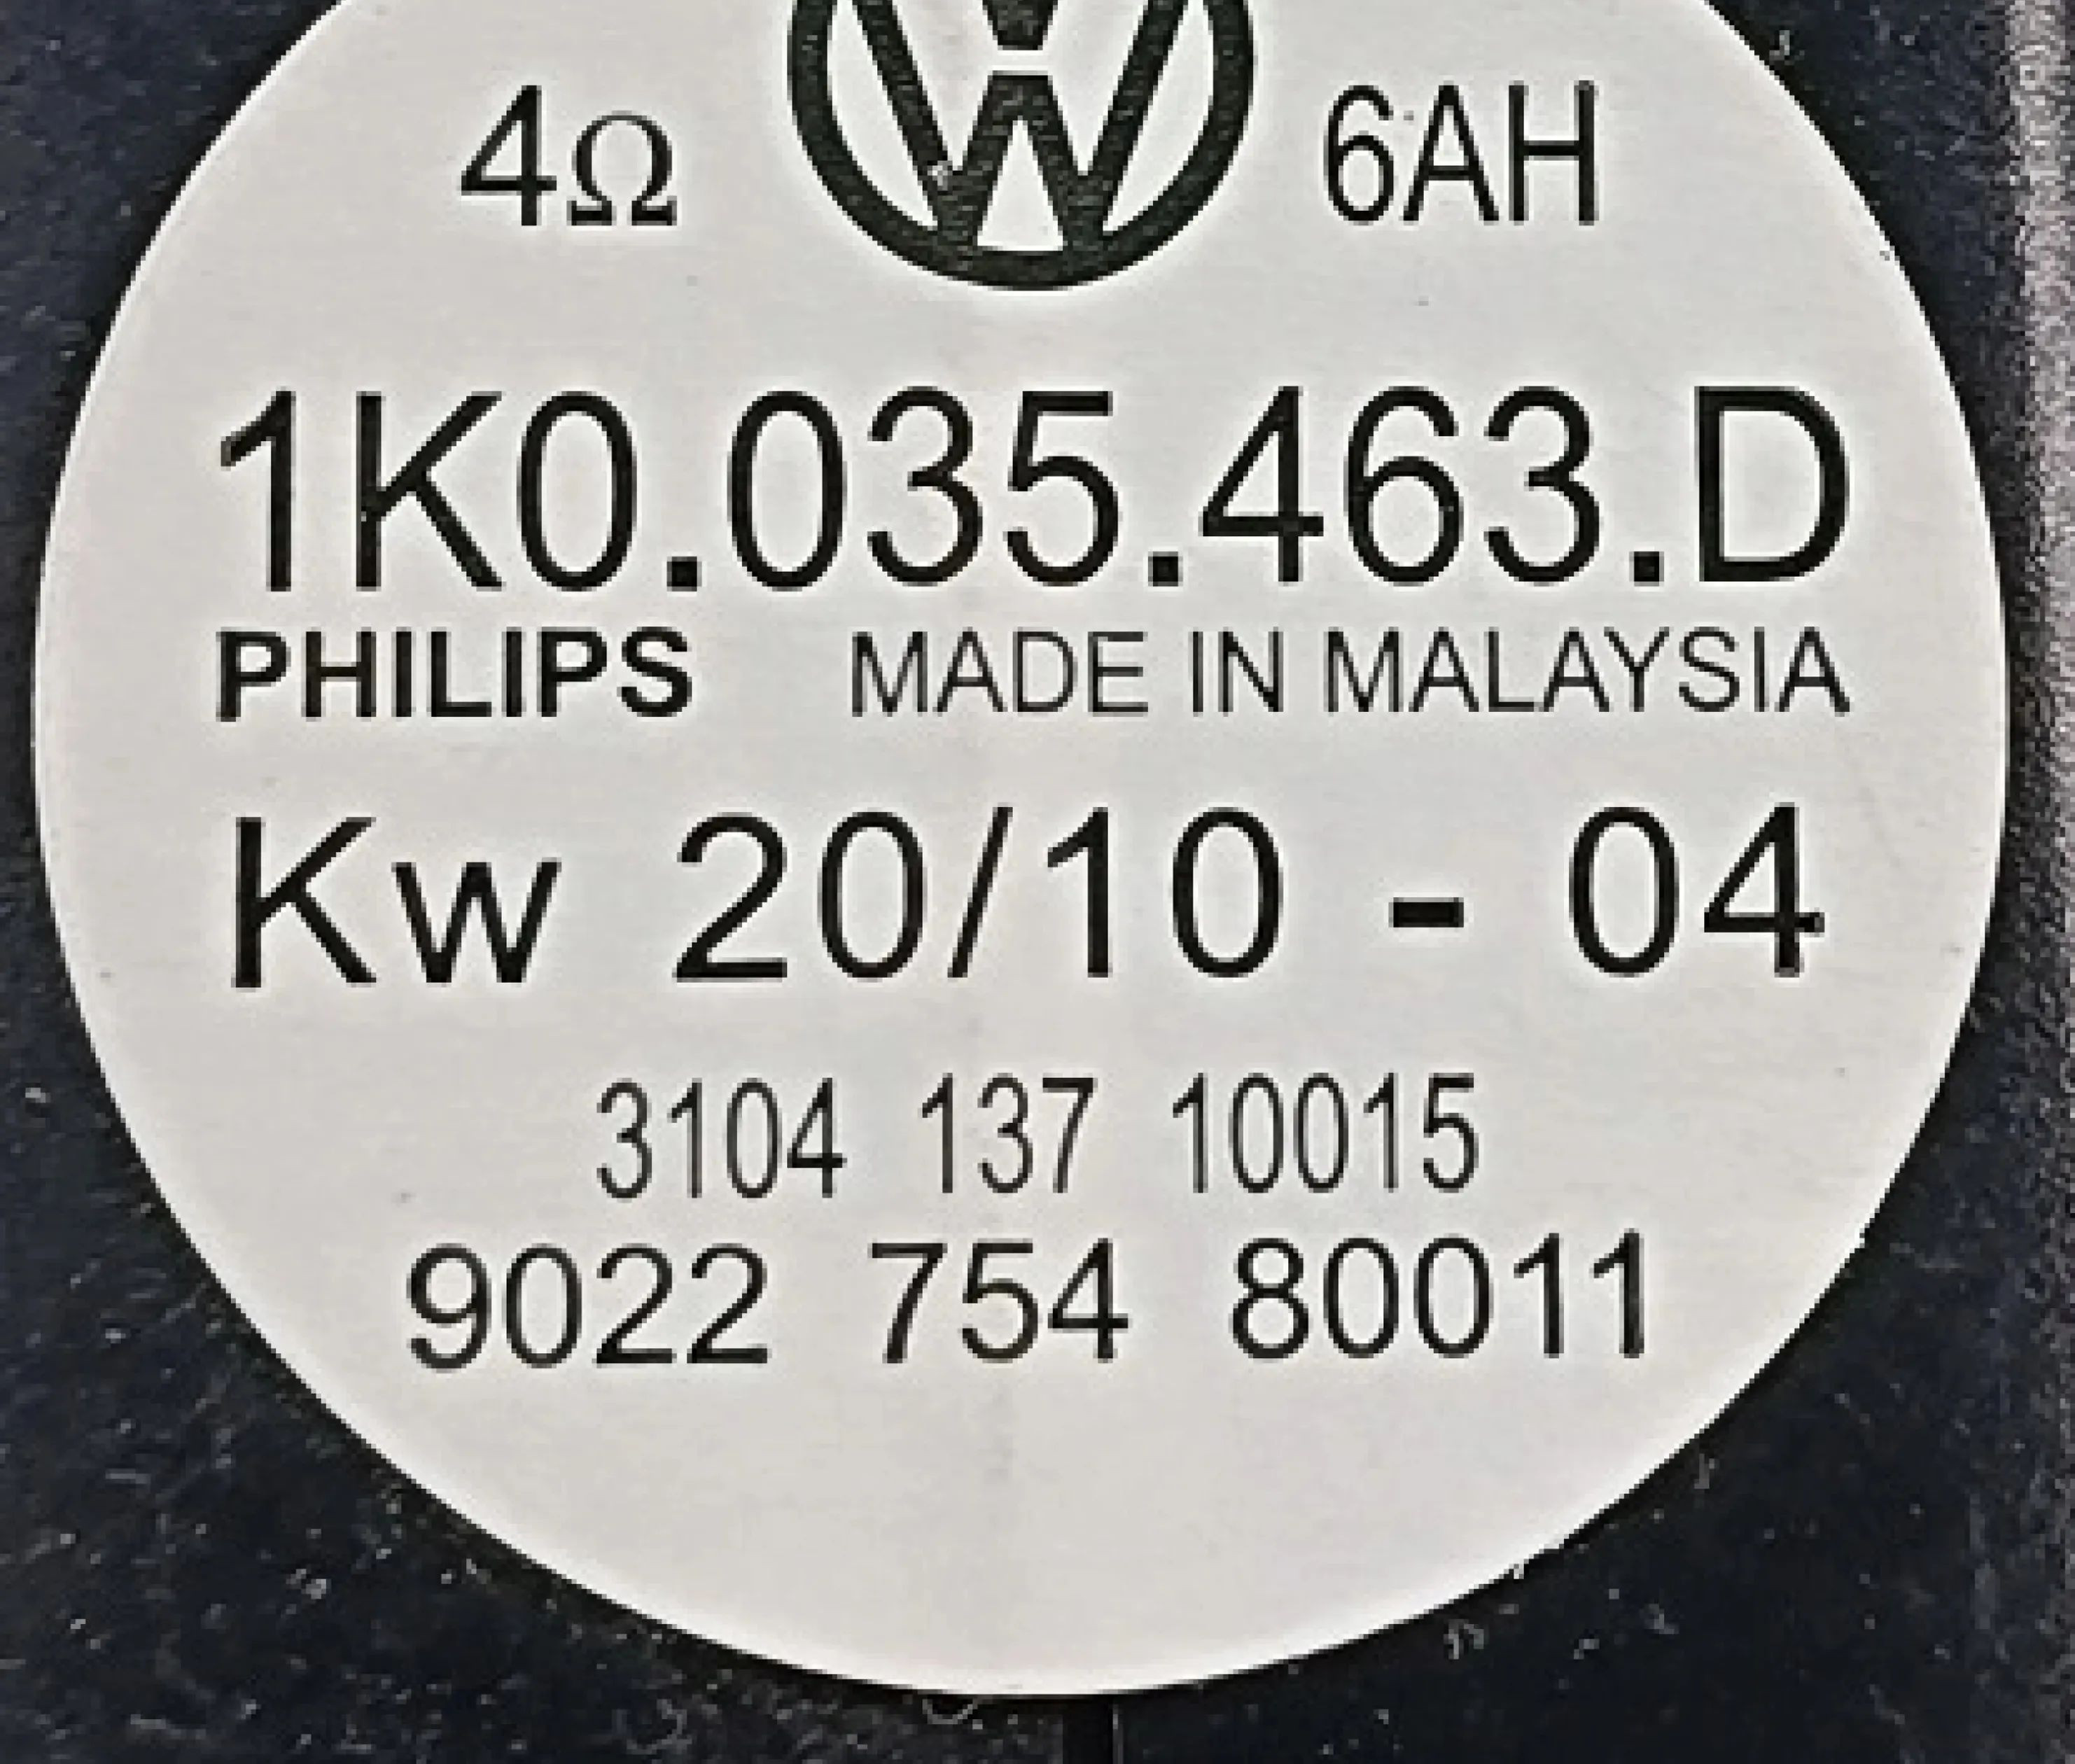 4Ω 6AH
1K0.035.463.D
PHILIPS MADE IN MALAYSIA
Kw 20/10 - 04
3104 137 10015
9022 754 80011